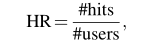 HR = #hits / #users,